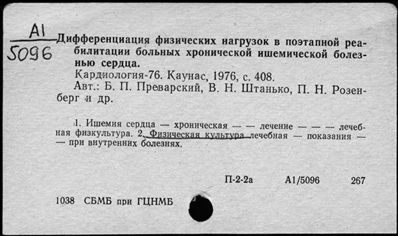 А1
5096
Дифференциация физических нагрузок в поэтапной реа-
билитации больных хронической ишемической болез-
нью сердца.
Кардиология-76. Каунас, 1976, с. 408.
Авт.: Б. П. Преварский, В. Н. Штанько, П. Н. Розен-
берг и др.
1. Ишемия сердца — хроническая — — лечение — — — лечеб-
ная физкультура. 2. Физическая культура лечебная — показания —
— при внутренних болезнях.
П-2-2а А1/5096 267
1038 СБМБ при ГЦНМБ